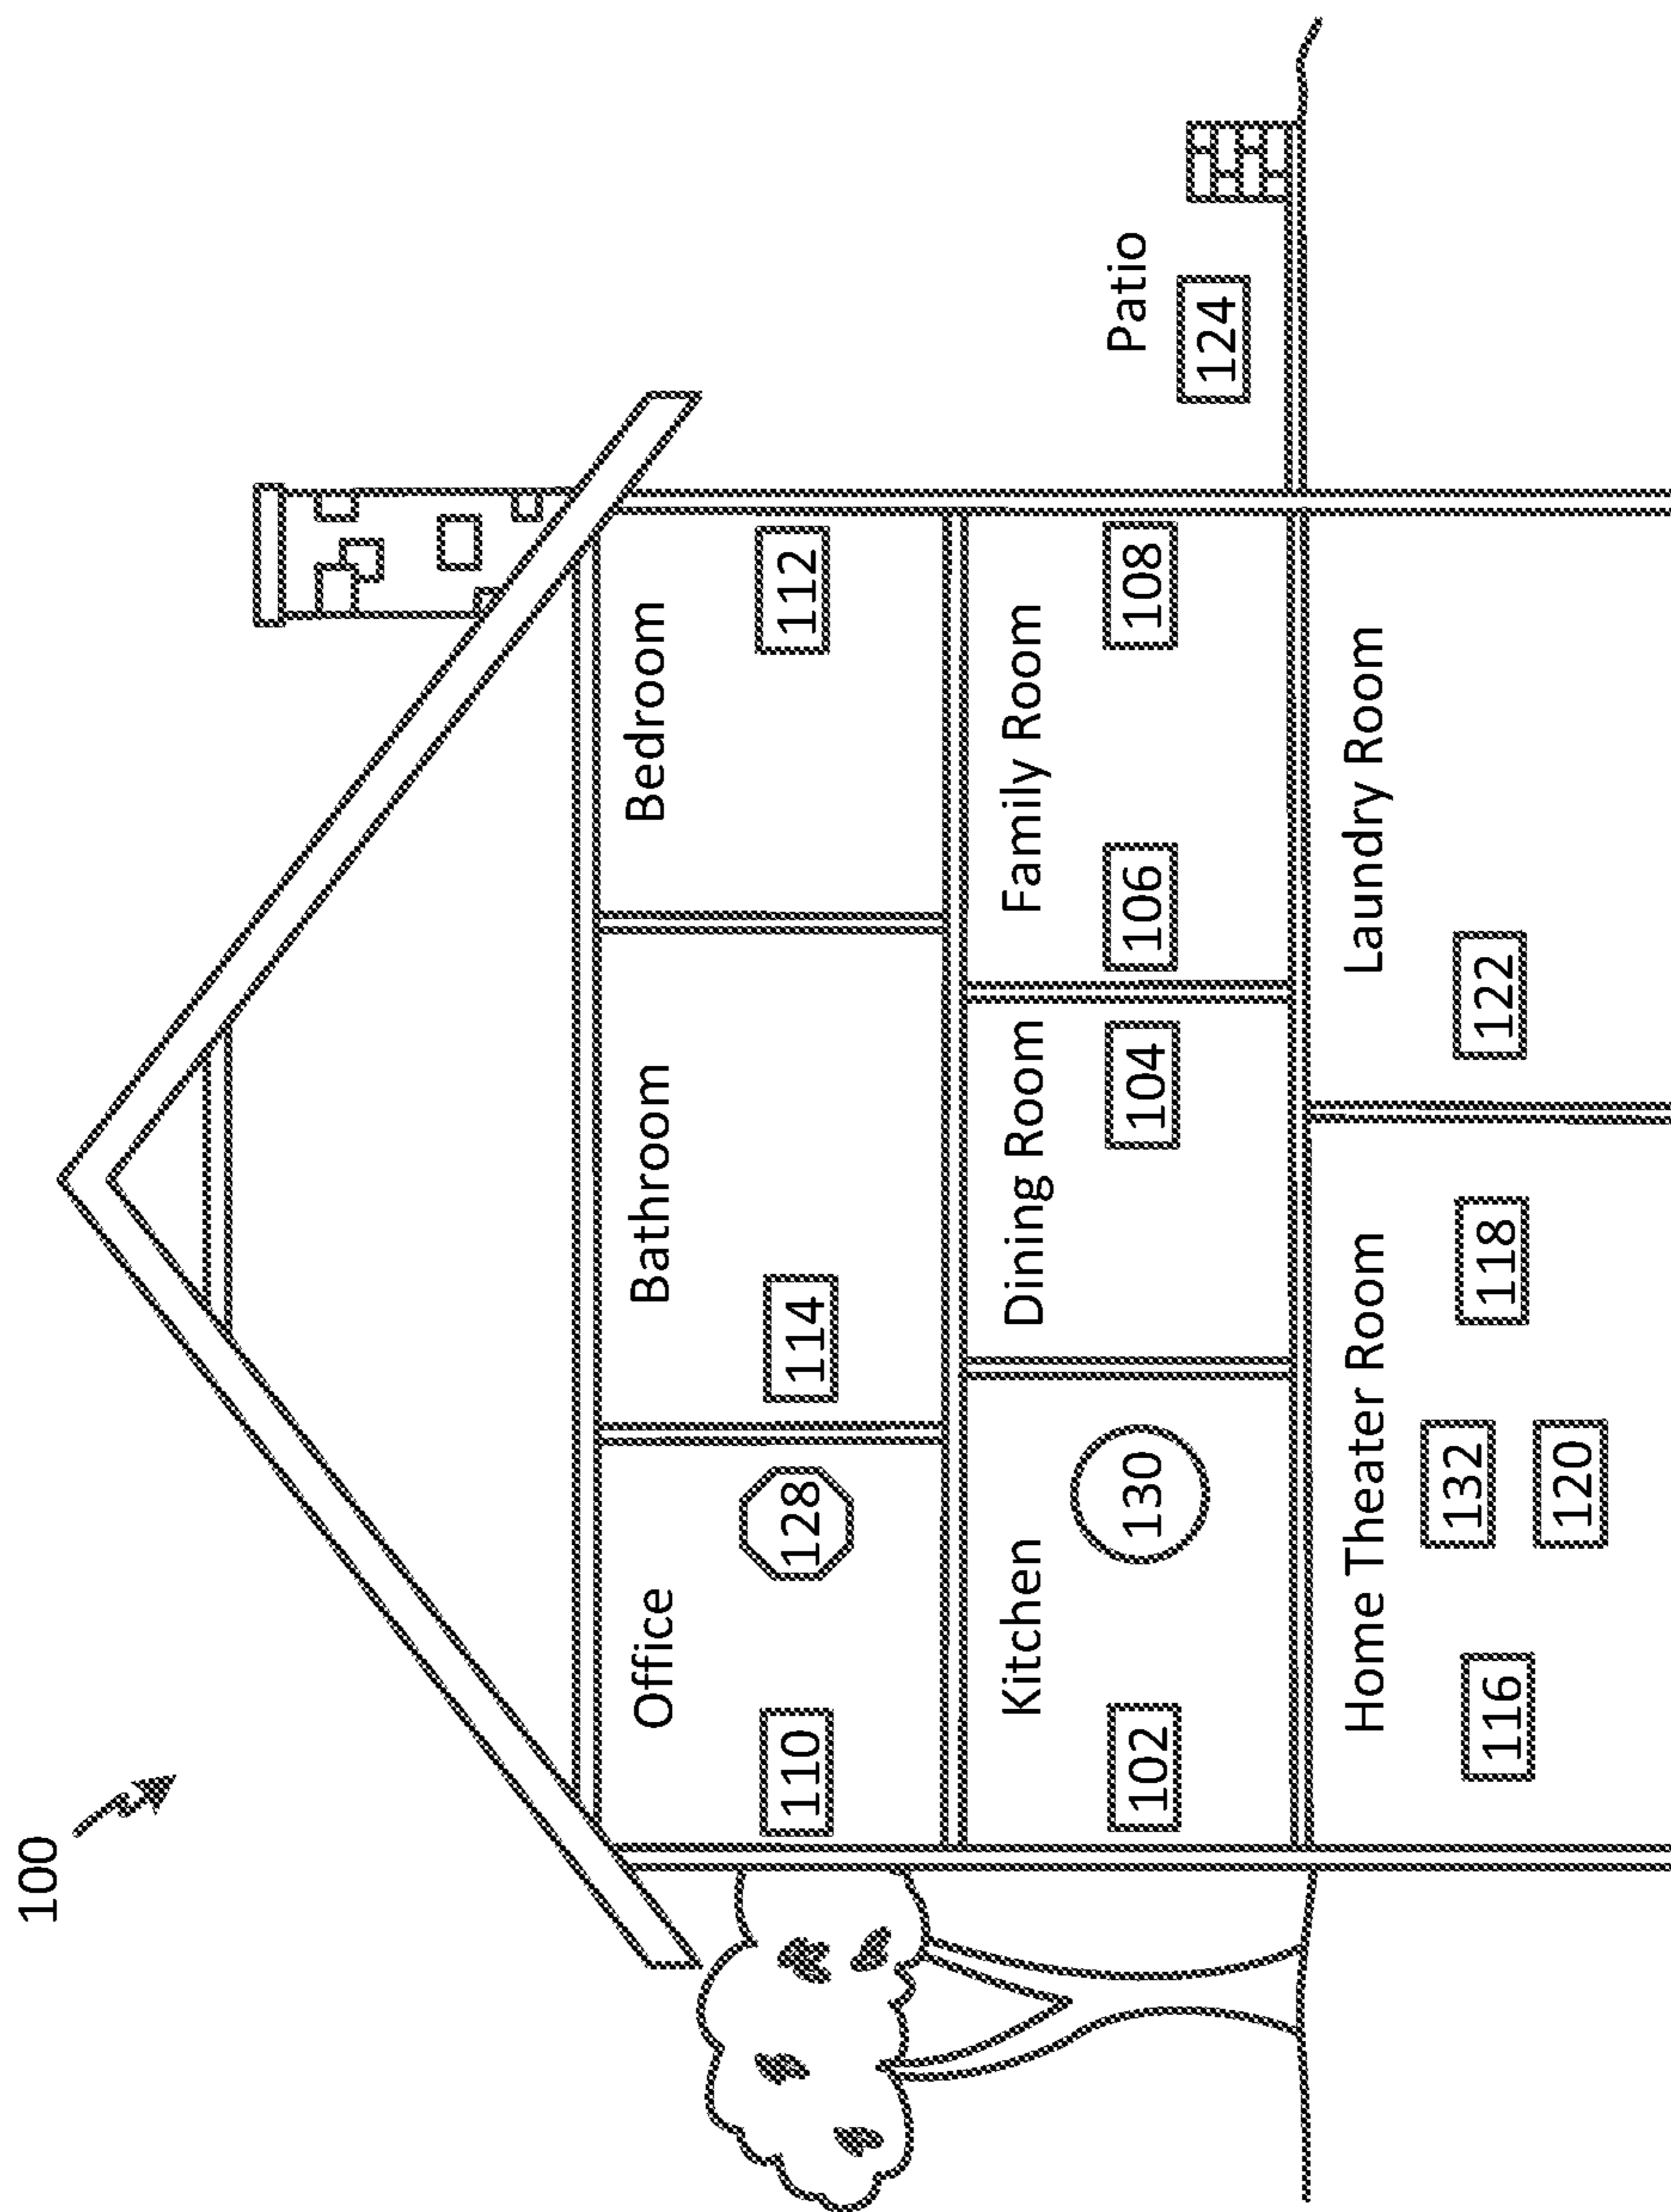 100
Office
Bathroom
Bedroom
110
128
114
112
Kitchen
Dining Room
Family Room
102
130
104
106
108
Patio
124
Home Theater Room
Laundry Room
116
132
120
118
122